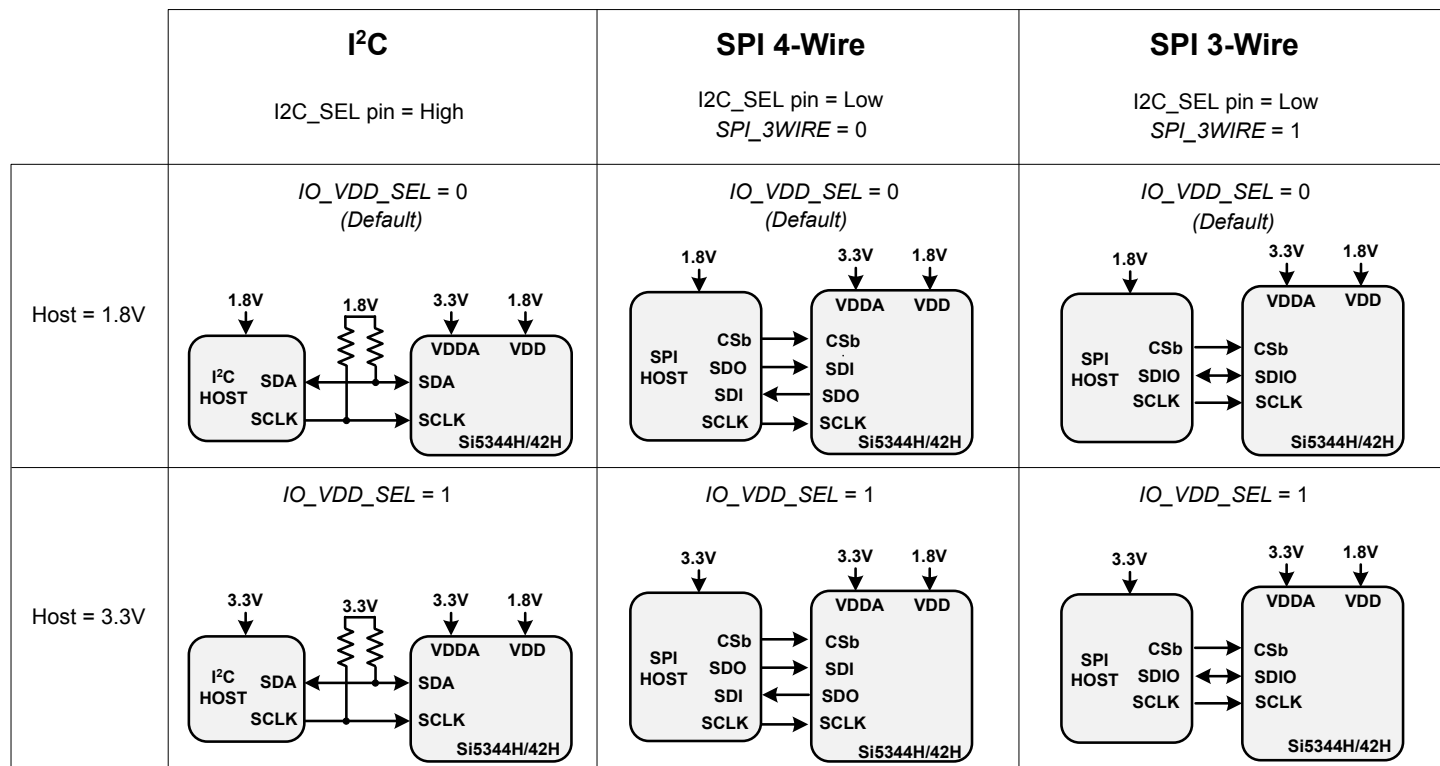 I²C
I2C_SEL pin = High
SPI 4-Wire
I2C_SEL pin = Low
SPI_3WIRE = 0
SPI 3-Wire
I2C_SEL pin = Low
SPI_3WIRE = 1
Host = 1.8V
IO_VDD_SEL = 0
(Default)
1.8V 1.8V 3.3V 1.8V
VDDA VDD
I²C
HOST
SDA SDA
SCLK SCLK
Si5344H/42H
IO_VDD_SEL = 0
(Default)
1.8V 3.3V 1.8V
VDDA VDD
SPI
HOST
CSb CSb
SDO SDI
SDI SDO
SCLK SCLK
Si5344H/42H
IO_VDD_SEL = 0
(Default)
1.8V 3.3V 1.8V
VDDA VDD
SPI
HOST
CSb CSb
SDIO SDIO
SCLK SCLK
Si5344H/42H
Host = 3.3V
IO_VDD_SEL = 1
3.3V 3.3V 3.3V 1.8V
VDDA VDD
I²C
HOST
SDA SDA
SCLK SCLK
Si5344H/42H
IO_VDD_SEL = 1
3.3V 3.3V 1.8V
VDDA VDD
SPI
HOST
CSb CSb
SDO SDI
SDI SDO
SCLK SCLK
Si5344H/42H
IO_VDD_SEL = 1
3.3V 3.3V 1.8V
VDDA VDD
SPI
HOST
CSb CSb
SDIO SDIO
SCLK SCLK
Si5344H/42H